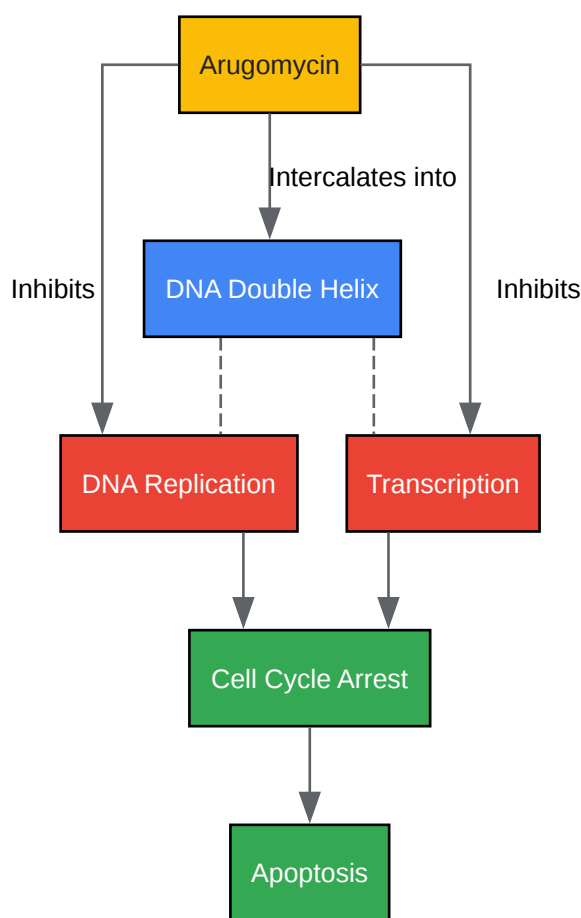 Arugomycin
Intercalates into
DNA Double Helix
Inhibits
Inhibits
DNA Replication
Transcription
Cell Cycle Arrest
Apoptosis